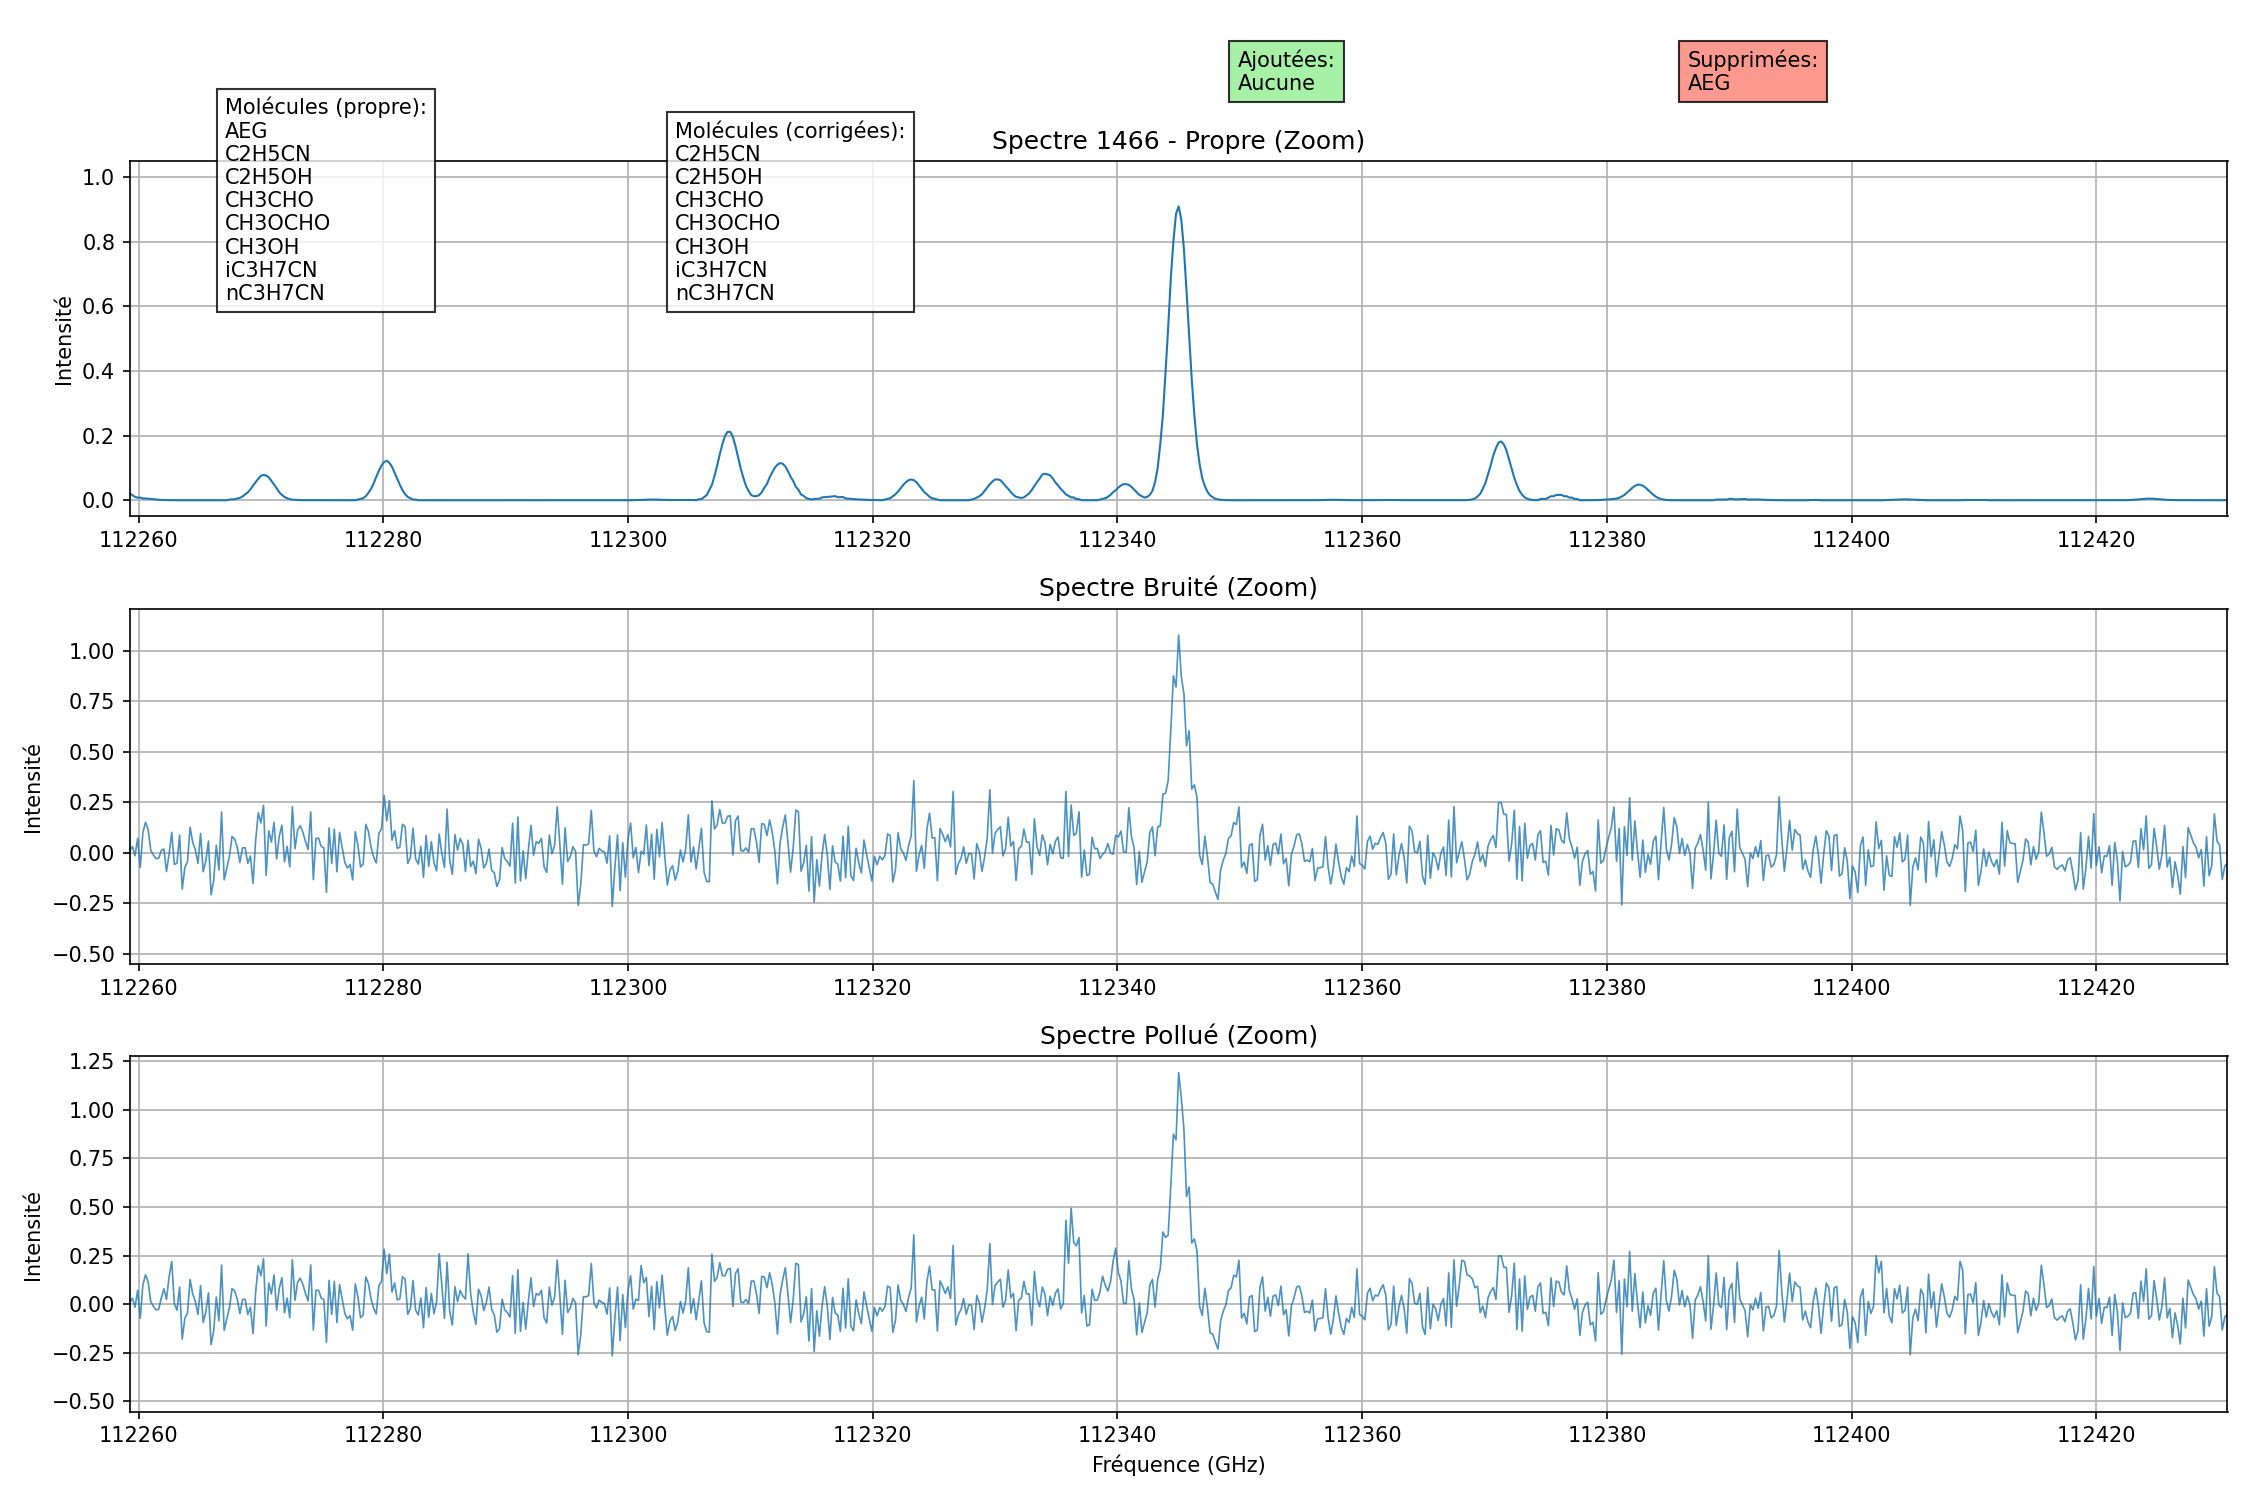 Ajoutées:
Aucune
Supprimées:
AEG
Molécules (propre):
AEG
C2H5CN
C2H5OH
CH3CHO
CH3OCHO
CH3OH
iC3H7CN
nC3H7CN
Molécules (corrigées):
C2H5CN
C2H5OH
CH3CHO
CH3OCHO
CH3OH
iC3H7CN
nC3H7CN
Spectre 1466 - Propre (Zoom)
Intensité
1.0
0.8
0.6
0.4
0.2
0.0
112260 112280 112300 112320 112340 112360 112380 112400 112420
Spectre Bruité (Zoom)
Intensité
1.00
0.75
0.50
0.25
0.00
−0.25
−0.50
112260 112280 112300 112320 112340 112360 112380 112400 112420
Spectre Pollué (Zoom)
Intensité
1.25
1.00
0.75
0.50
0.25
0.00
−0.25
−0.50
112260 112280 112300 112320 112340 112360 112380 112400 112420
Fréquence (GHz)